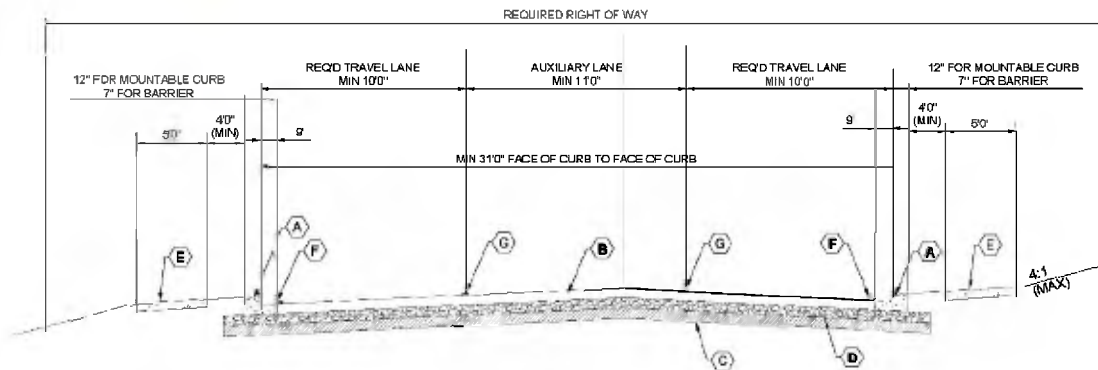 REQUIRED RIGHT OF WAY
REQ'D TRAVEL LANE
MIN 10'0"
AUXILIARY LANE
MIN 11'0"
REQ'D TRAVEL LANE
MIN 10'0"
12" FOR MOUNTABLE CURB
7" FOR BARRIER
12" FOR MOUNTABLE CURB
7" FOR BARRIER
5'0"
4'0"
(MIN)
9'
9'
4'0"
(MIN)
5'0"
MIN 31'0" FACE OF CURB TO FACE OF CURB
A
F
G
B
G
F
A
E
E
4:1
(MAX)
C
D